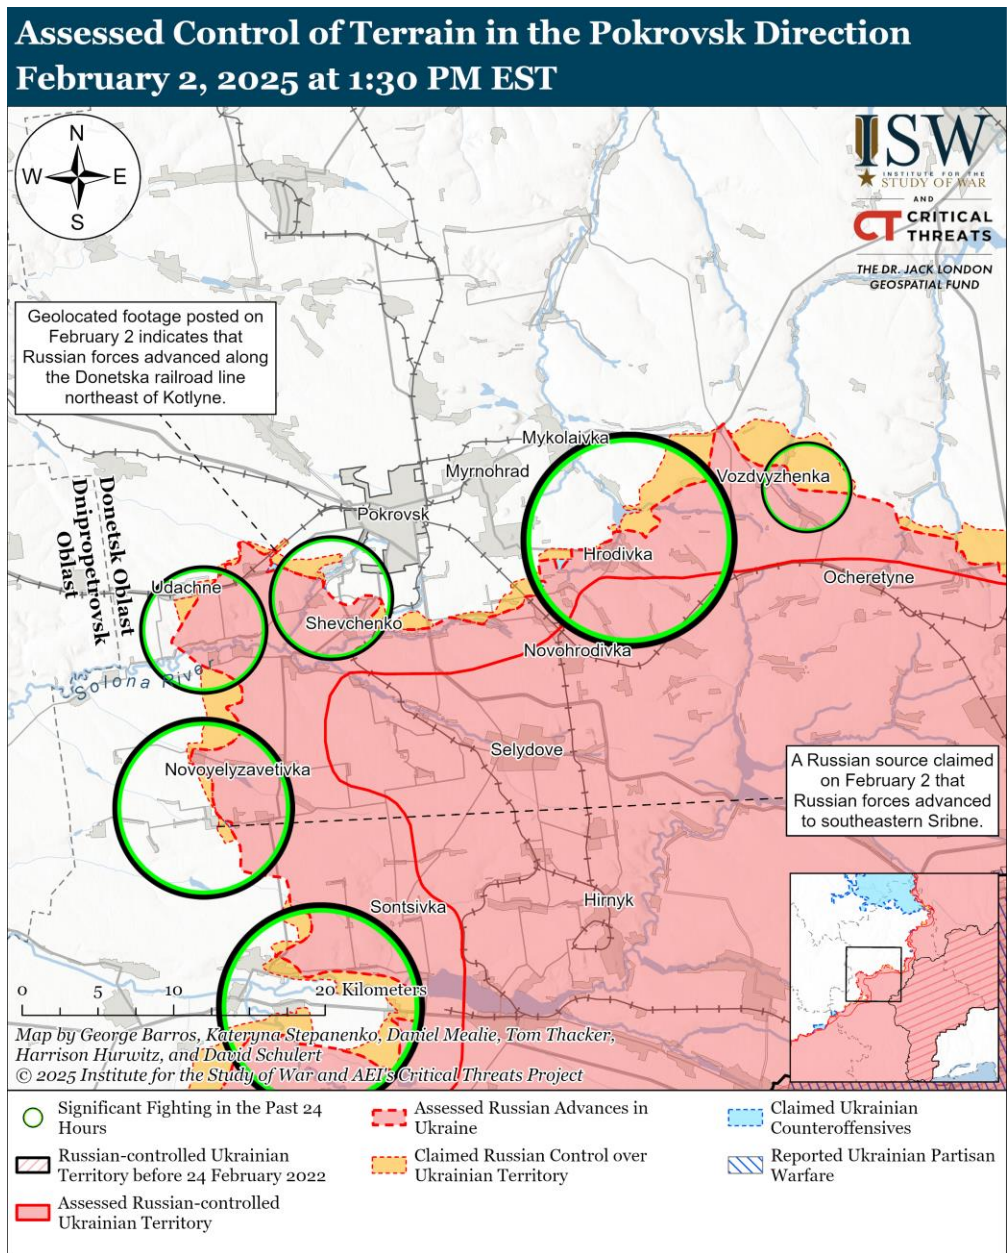 Assessed Control of Terrain in the Pokrovsk Direction
February 2, 2025 at 1:30 PM EST
N
W
E
S
ISW
INSTITUTE FOR THE
STUDY OF WAR
AND
CT CRITICAL
THREATS
THE DR. JACK LONDON
GEOSPATIAL FUND
Geolocated footage posted on
February 2 indicates that
Russian forces advanced along
the Donetska railroad line
northeast of Kotlyne.
Mykolaivka
Myrnohrad
Vozdvyzhenka
Pokrovsk
Donetsk Oblast
Dnipropetrovsk
Oblast
Hrodivka
Ocheretyne
Udachne
Shevchenko
Novohrodivka
Solona River
Selydove
Novoyelyzavetivka
A Russian source claimed
on February 2 that
Russian forces advanced
to southeastern Sribne.
Sontsivka
Hirnyk
0 5 10 20 Kilometers
Map by George Barros, Kateryna Stepanenko, Daniel Mealie, Tom Thacker,
Harrison Hurwitz, and David Schulert
© 2025 Institute for the Study of War and AEI's Critical Threats Project
Significant Fighting in the Past 24
Hours
Russian-controlled Ukrainian
Territory before 24 February 2022
Assessed Russian-controlled
Ukrainian Territory
Assessed Russian Advances in
Ukraine
Claimed Russian Control over
Ukrainian Territory
Claimed Ukrainian
Counteroffensives
Reported Ukrainian Partisan
Warfare